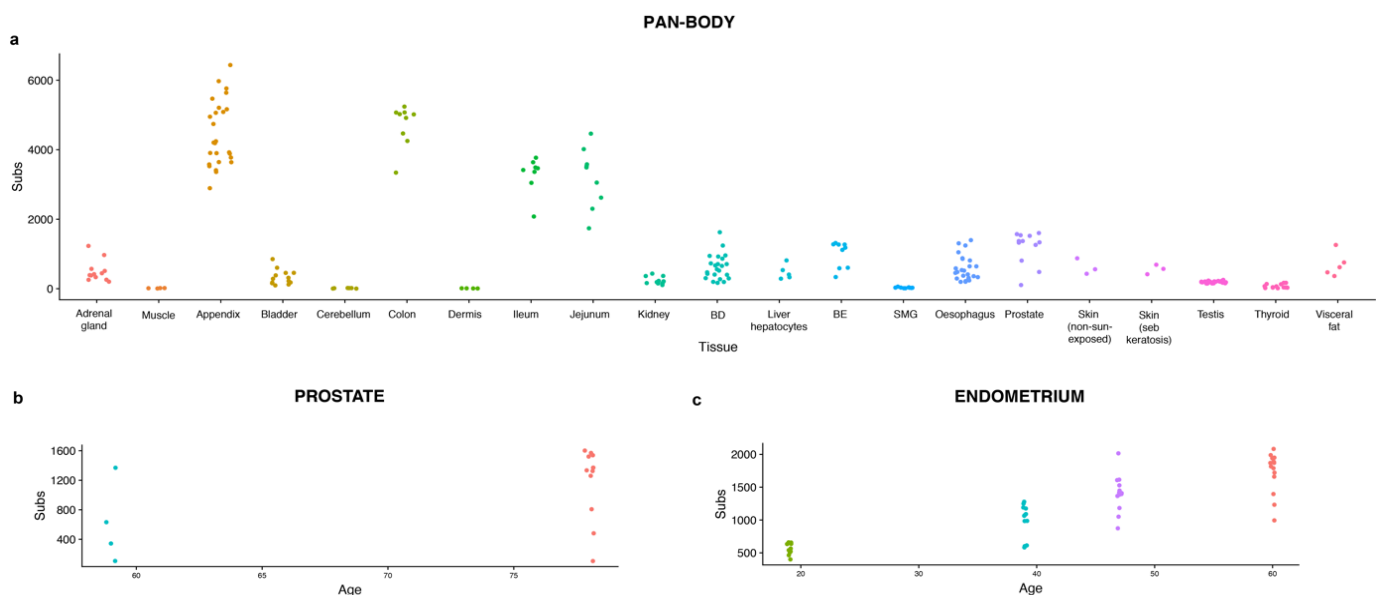 PAN-BODY
a
6000
4000
2000
0
Subs
Adrenal
gland
Muscle
Appendix
Bladder
Cerebellum
Colon
Dermis
Ileum
Jejunum
Kidney
BD
Liver
hepatocytes
BE
SMG
Oesophagus
Prostate
Skin
(non-sun-
exposed)
Skin
(seb
keratosis)
Testis
Thyroid
Visceral
fat
Tissue
b
PROSTATE
1600
1200
800
400
Subs
60
65
70
75
Age
c
ENDOMETRIUM
2000
1500
1000
500
Subs
20
40
50
60
Age